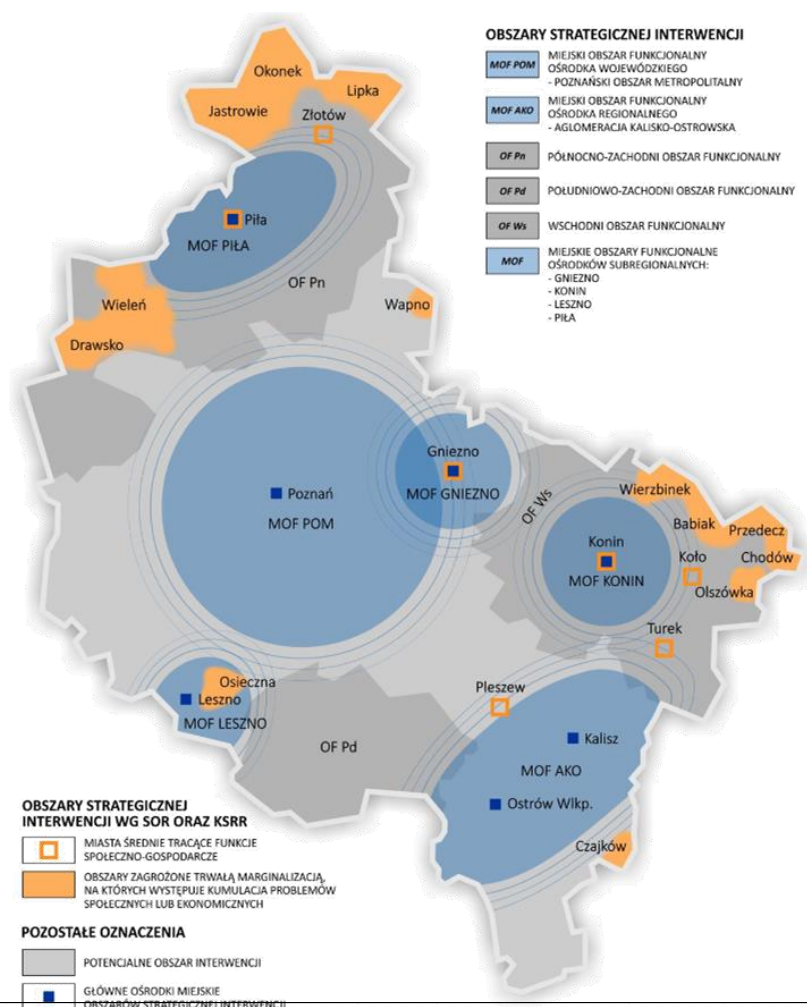 OBSZARY STRATEGICZNEJ INTERWENCJI
MOF POM
MIEJSKI OBSZAR FUNKCJONALNY
OŚRODKA WOJEWÓDZKIEGO
- POZNAŃSKI OBSZAR METROPOLITALNY
MOF AKO
MIEJSKI OBSZAR FUNKCJONALNY
OŚRODKA REGIONALNEGO
- AGLOMERACJA KALISKO-OSTROWSKA
OF Pn
PÓŁNOCNO-ZACHODNI OBSZAR FUNKCJONALNY
OF Pd
POŁUDNIOWO-ZACHODNI OBSZAR FUNKCJONALNY
OF Ws
WSCHODNI OBSZAR FUNKCJONALNY
MOF
MIEJSKIE OBSZARY FUNKCJONALNE
OŚRODKÓW SUBREGIONALNYCH:
- GNIEZNO
- KONIN
- LESZNO
- PIŁA
Okonek
Lipka
Jastrowie
Złotów
Piła
MOF PIŁA
OF Pn
Wieleń
Wapno
Drawsko
Gniezno
MOF GNIEZNO
Poznań
MOF POM
OF Ws
Wierzbinek
Babiak
Przedecz
Konin
Koło
Chodów
MOF KONIN
Olszówka
Turek
Osieczna
Leszno
MOF LESZNO
Pleszew
Kalisz
OF Pd
MOF AKO
Ostrów Wlkp.
Czajków
OBSZARY STRATEGICZNEJ
INTERWENCJI WG SOR ORAZ KSRR
MIASTA ŚREDNIE TRACĄCE FUNKCJE
SPOŁECZNO-GOSPODARCZE
OBSZARY ZAGROŻONE TRWAŁĄ MARGINALIZACJĄ,
NA KTÓRYCH WYSTĘPUJE KUMULACJA PROBLEMÓW
SPOŁECZNYCH LUB EKONOMICZNYCH
POZOSTAŁE OZNACZENIA
POTENCJALNE OBSZAR INTERWENCJI
GŁÓWNE OŚRODKI MIEJSKIE
OBSZARÓW STRATEGICZNEJ INTERWENCJI